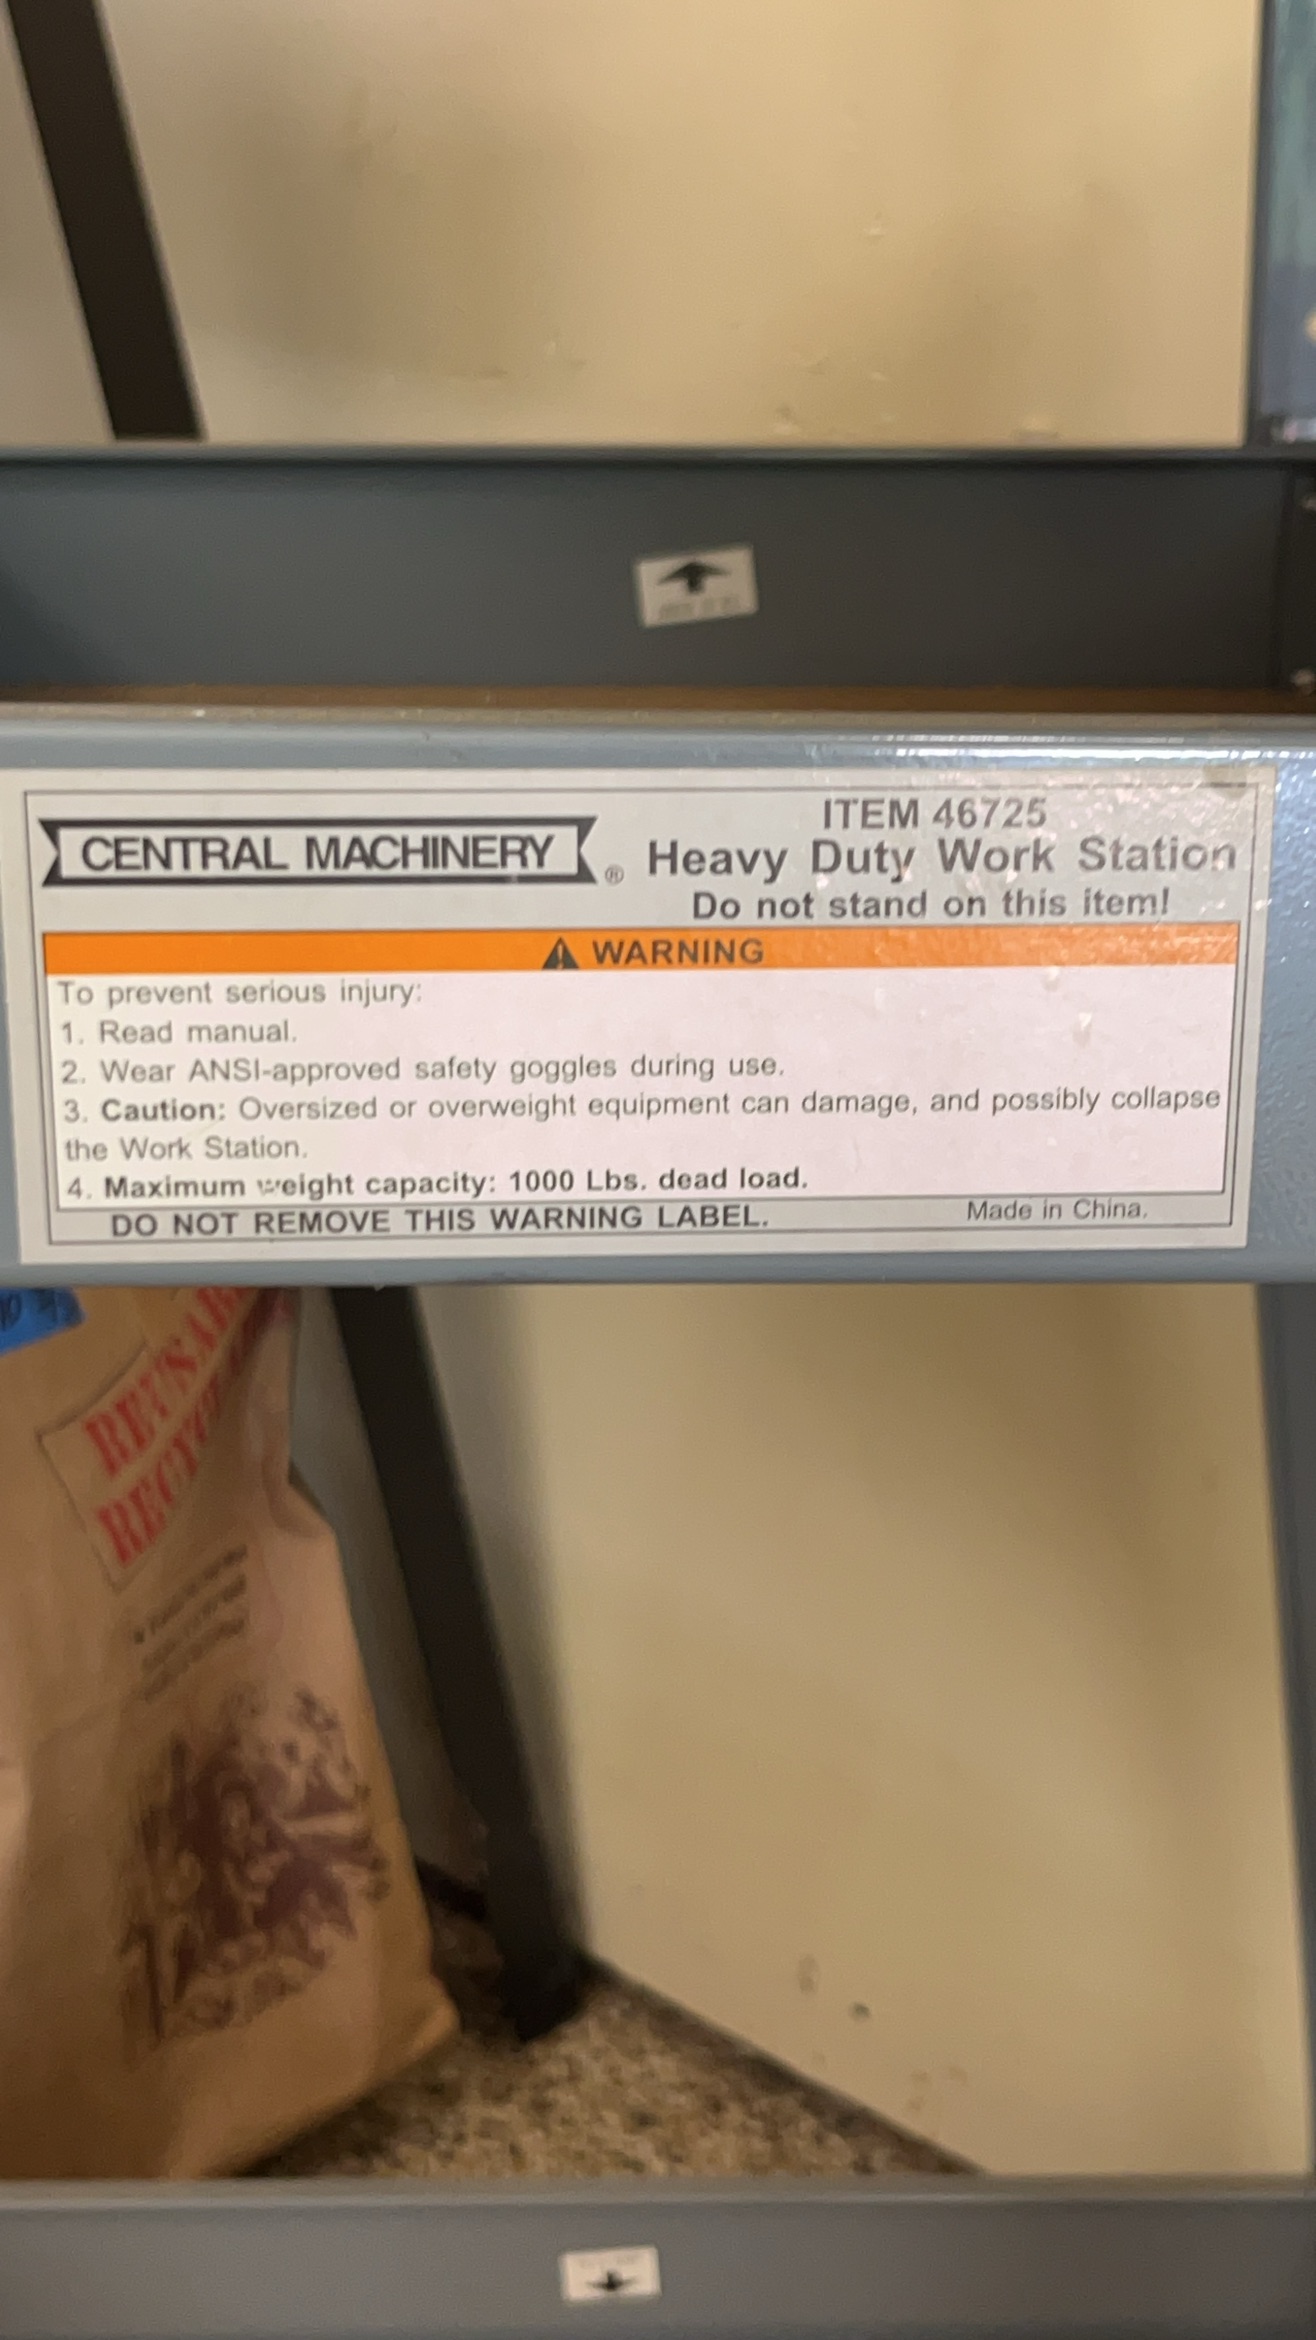 CENTRAL MACHINERY ®
ITEM 46725
Heavy Duty Work Station
Do not stand on this item!
WARNING
To prevent serious injury:
1. Read manual.
2. Wear ANSI-approved safety goggles during use.
3. Caution: Oversized or overweight equipment can damage, and possibly collapse
the Work Station.
4. Maximum weight capacity: 1000 Lbs. dead load.
DO NOT REMOVE THIS WARNING LABEL.
Made in China.